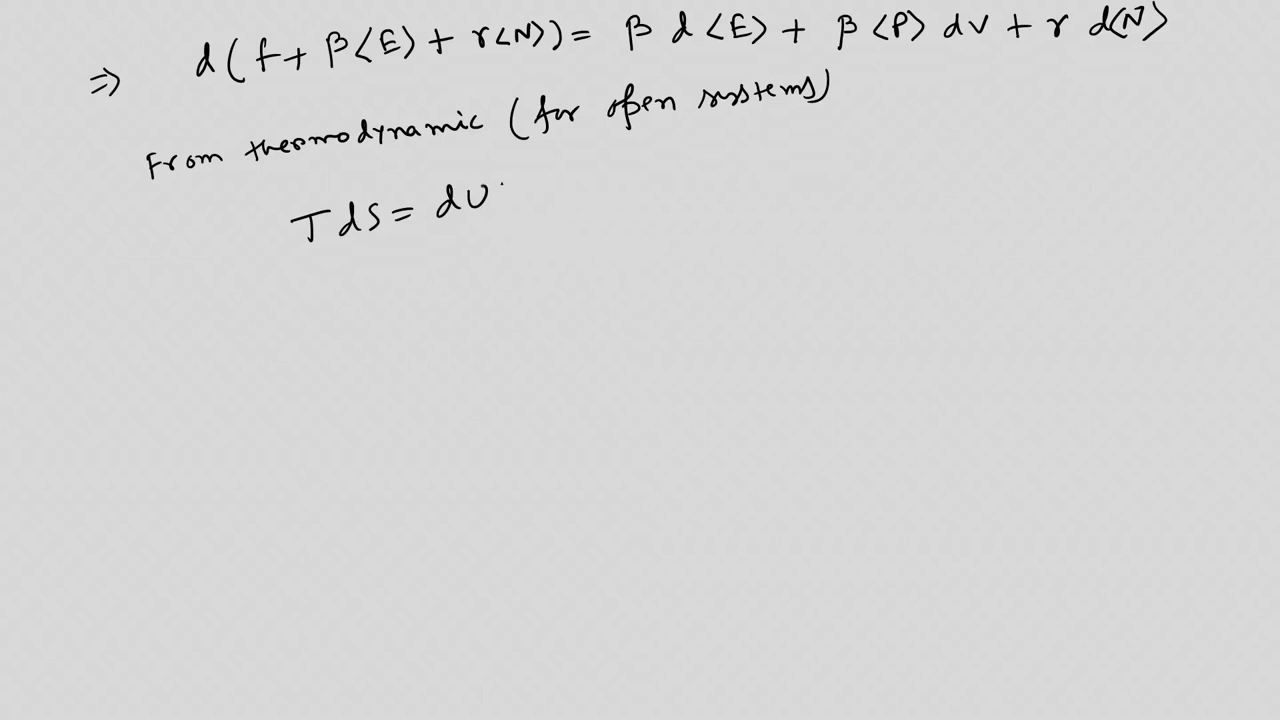 ⇒ d(f + β⟨E⟩ + γ⟨N⟩) = β d⟨E⟩ + β⟨P⟩ dV + γ d⟨N⟩
From thermodynamic (for open systems)
T dS = dU